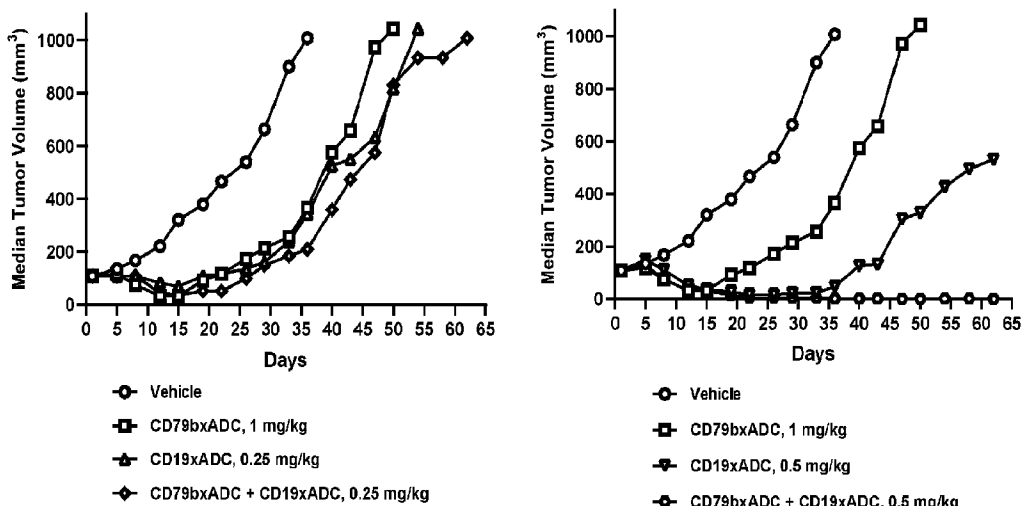 Median Tumor Volume (mm³)
1000
800
600
400
200
0
0 5 10 15 20 25 30 35 40 45 50 55 60 65
Days
Vehicle
CD79bxADC, 1 mg/kg
CD19xADC, 0.25 mg/kg
CD79bxADC + CD19xADC, 0.25 mg/kg
Median Tumor Volume (mm³)
1000
800
600
400
200
0
0 5 10 15 20 25 30 35 40 45 50 55 60 65
Days
Vehicle
CD79bxADC, 1 mg/kg
CD19xADC, 0.5 mg/kg
CD79bxADC + CD19xADC, 0.5 mg/kg